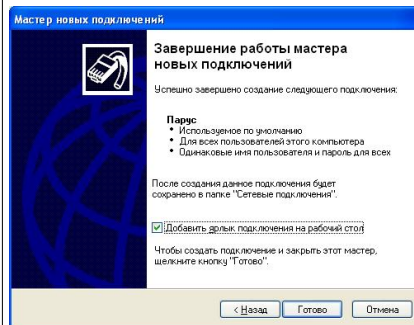 Мастер новых подключений
Завершение работы мастера
новых подключений
Успешно завершено создание следующего подключения:
Парус
• Используемое по умолчанию
• Для всех пользователей этого компьютера
• Одинаковые имя пользователя и пароль для всех
После создания данное подключения будет
сохранено в папке "Сетевые подключения".
Добавить ярлык подключения на рабочий стол
Чтобы создать подключение и закрыть этот мастер,
щелкните кнопку "Готово".
< Назад Готово Отмена